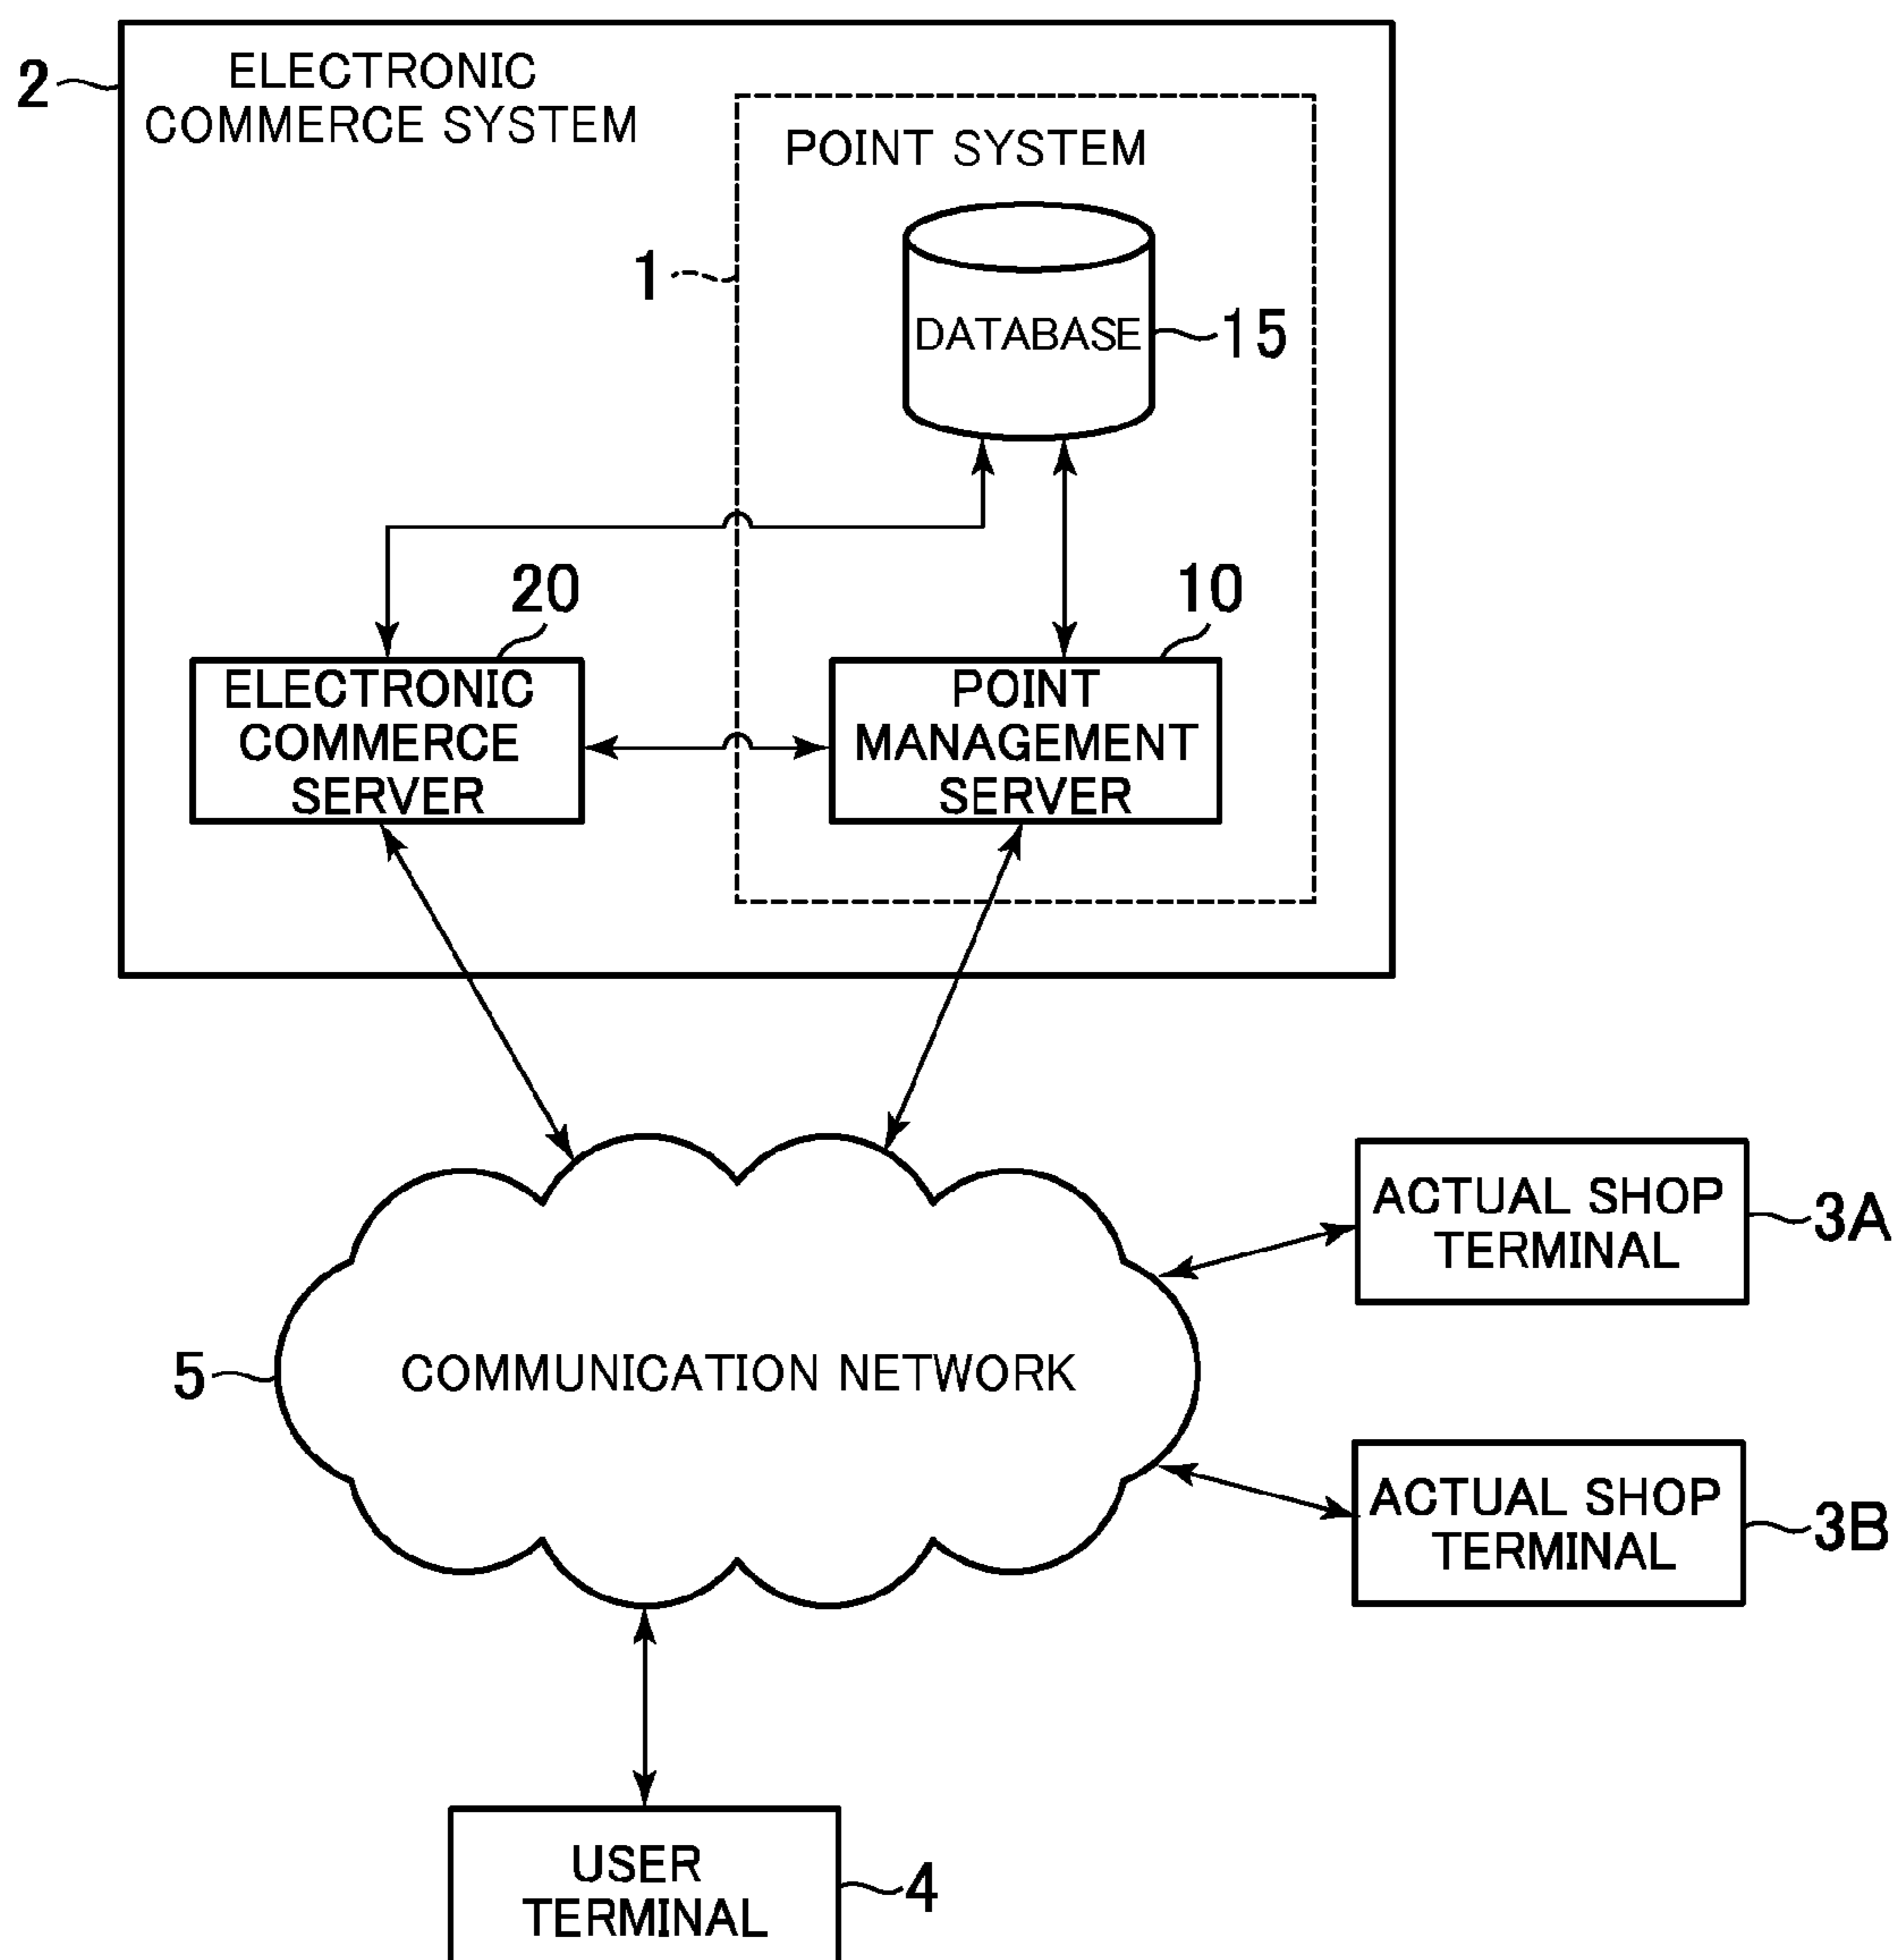 2
ELECTRONIC
COMMERCE SYSTEM
POINT SYSTEM
1
DATABASE
15
20
10
ELECTRONIC
COMMERCE
SERVER
POINT
MANAGEMENT
SERVER
ACTUAL SHOP
TERMINAL
3A
5
COMMUNICATION NETWORK
ACTUAL SHOP
TERMINAL
3B
USER
TERMINAL
4